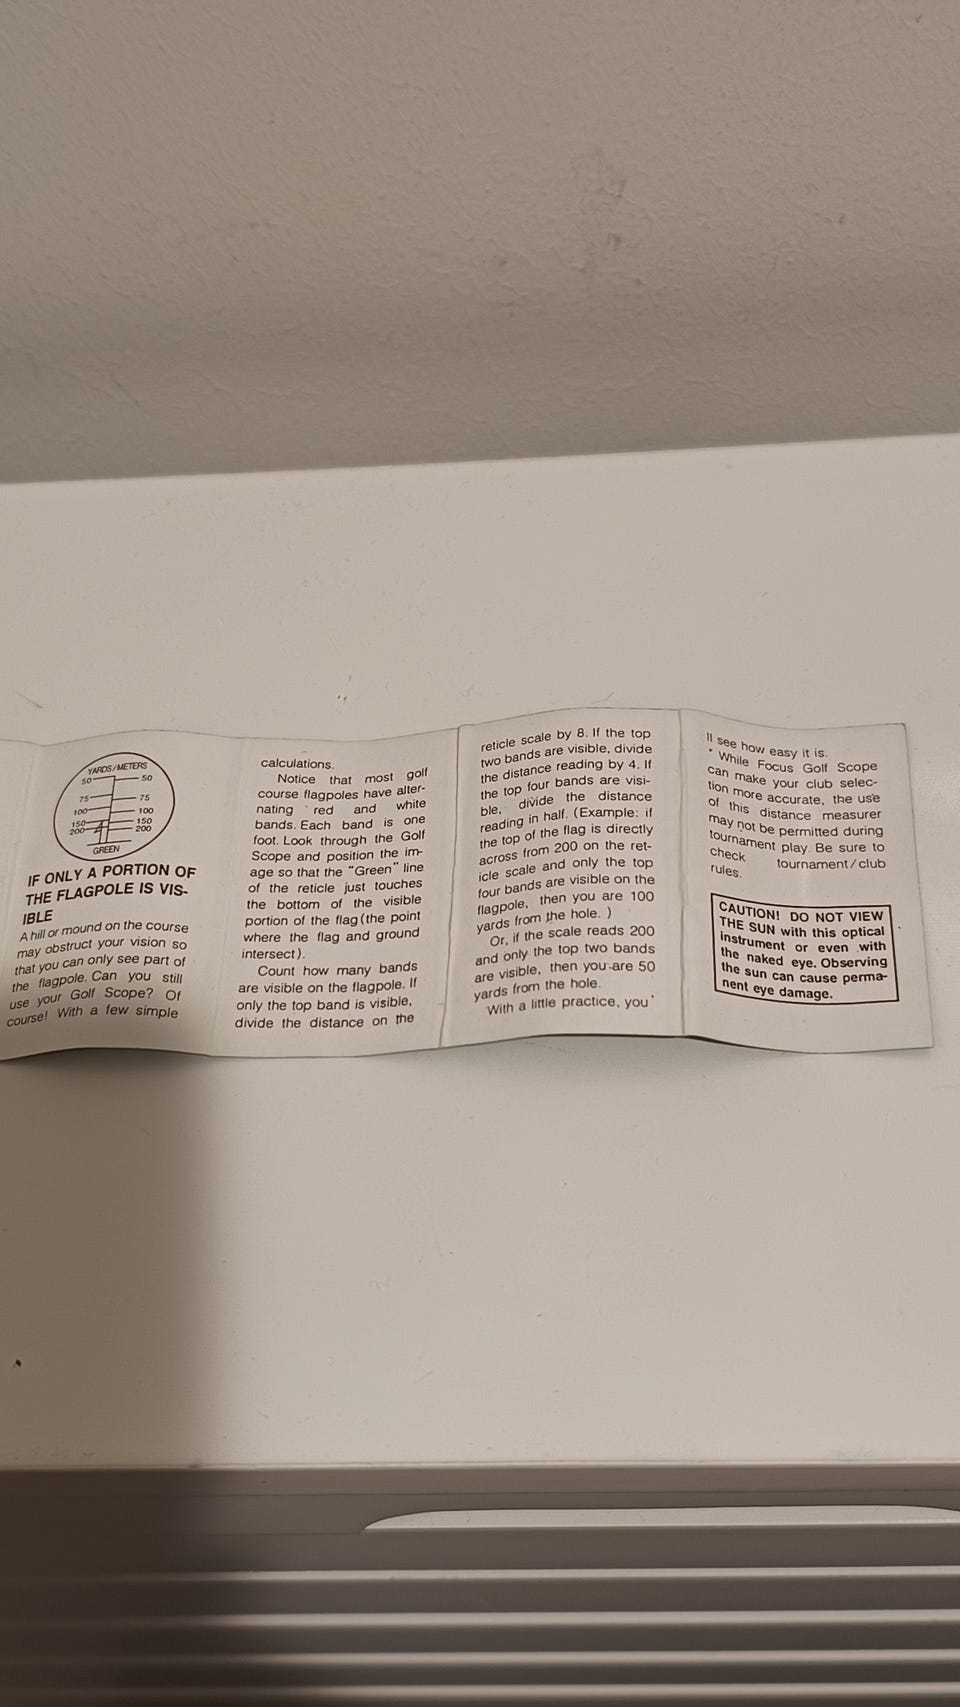 YARDS/METERS
50 50
75 75
100 100
150 150
200 200
GREEN
IF ONLY A PORTION OF
THE FLAGPOLE IS VIS-
IBLE
A hill or mound on the course
may obstruct your vision so
that you can only see part of
the flagpole. Can you still
use your Golf Scope? Of
course! With a few simple
calculations.
Notice that most golf
course flagpoles have alter-
nating red and white
bands. Each band is one
foot. Look through the Golf
Scope and position the im-
age so that the "Green" line
of the reticle just touches
the bottom of the visible
portion of the flag (the point
where the flag and ground
intersect).
Count how many bands
are visible on the flagpole. If
only the top band is visible,
divide the distance on the
reticle scale by 8. If the top
two bands are visible, divide
the distance reading by 4. If
the top four bands are visi-
ble, divide the distance
reading in half. (Example: if
the top of the flag is directly
across from 200 on the ret-
icle scale and only the top
four bands are visible on the
flagpole, then you are 100
yards from the hole. )
Or, if the scale reads 200
and only the top two bands
are visible, then you are 50
yards from the hole.
With a little practice, you'
ll see how easy it is.
* While Focus Golf Scope
can make your club selec-
tion more accurate, the use
of this distance measurer
may not be permitted during
tournament play. Be sure to
check tournament/club
rules.
CAUTION! DO NOT VIEW
THE SUN with this optical
instrument or even with
the naked eye. Observing
the sun can cause perma-
nent eye damage.